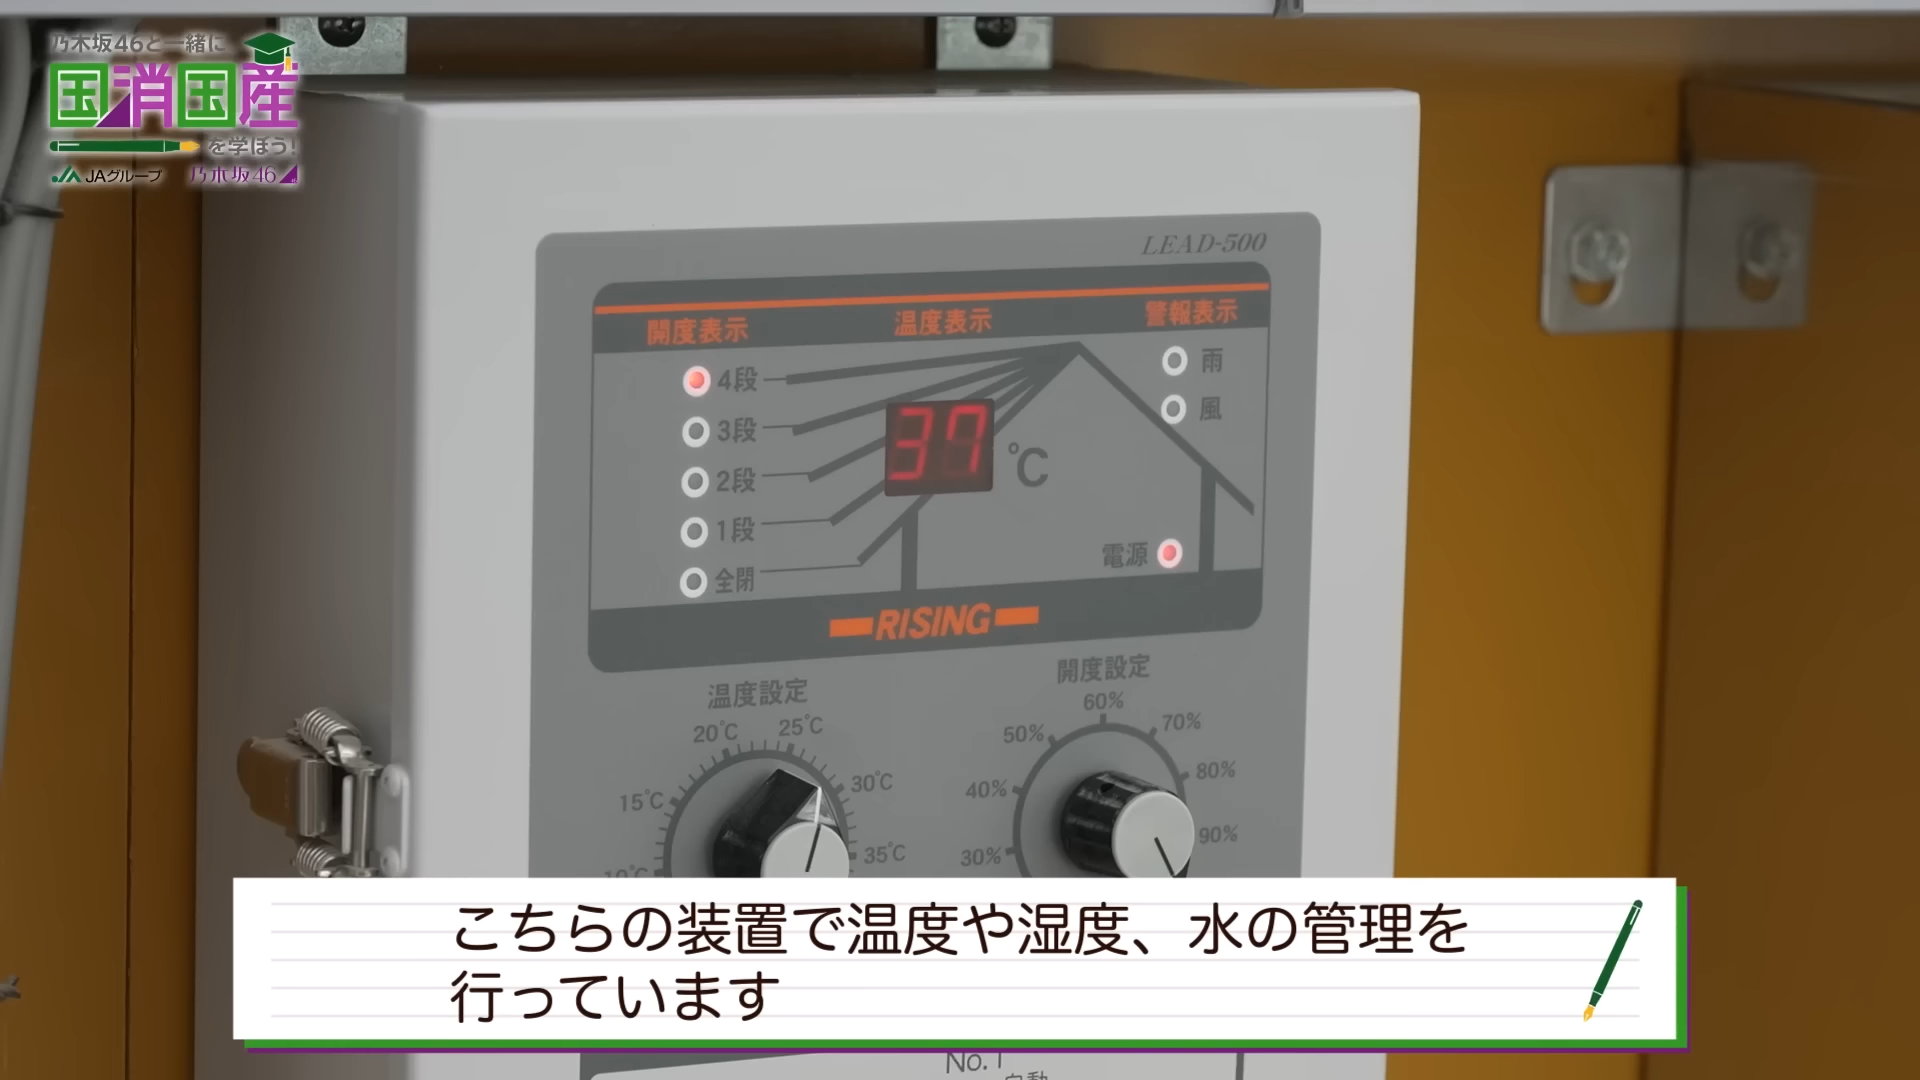 乃木坂46と一緒に
国消国産
を学ぼう!
JAグループ 乃木坂46
LEAD-500
開度表示 温度表示 警報表示
4段
3段
2段
1段
全閉
37℃
雨
風
電源
RISING
温度設定
10℃ 15℃ 20℃ 25℃ 30℃ 35℃
開度設定
30% 40% 50% 60% 70% 80% 90%
こちらの装置で温度や湿度、水の管理を
行っています
No.1
自動